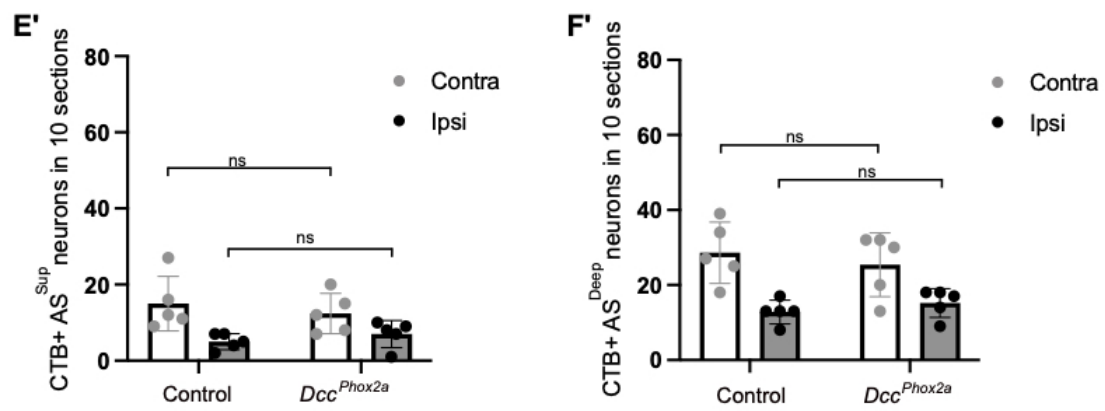 E'
CTB+ AS^Sup neurons in 10 sections
80
60
40
20
0
ns
ns
Contra
Ipsi
Control
Dcc^Phox2a
F'
CTB+ AS^Deep neurons in 10 sections
80
60
40
20
0
ns
ns
Contra
Ipsi
Control
Dcc^Phox2a